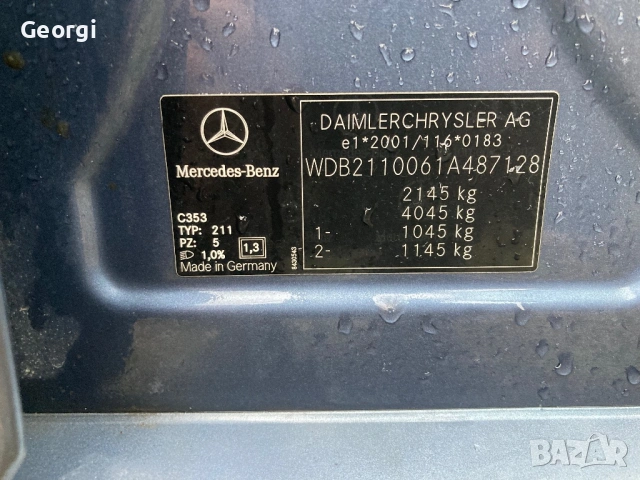 Georgi
Mercedes-Benz
C353
TYP: 211
PZ: 5
1,0%
1,3
Made in Germany
DAIMLERCHRYSLER AG
e1*2001/116*0183
WDB2110061A487128
2145 kg
4045 kg
1- 1045 kg
2- 1145 kg
BAZAR